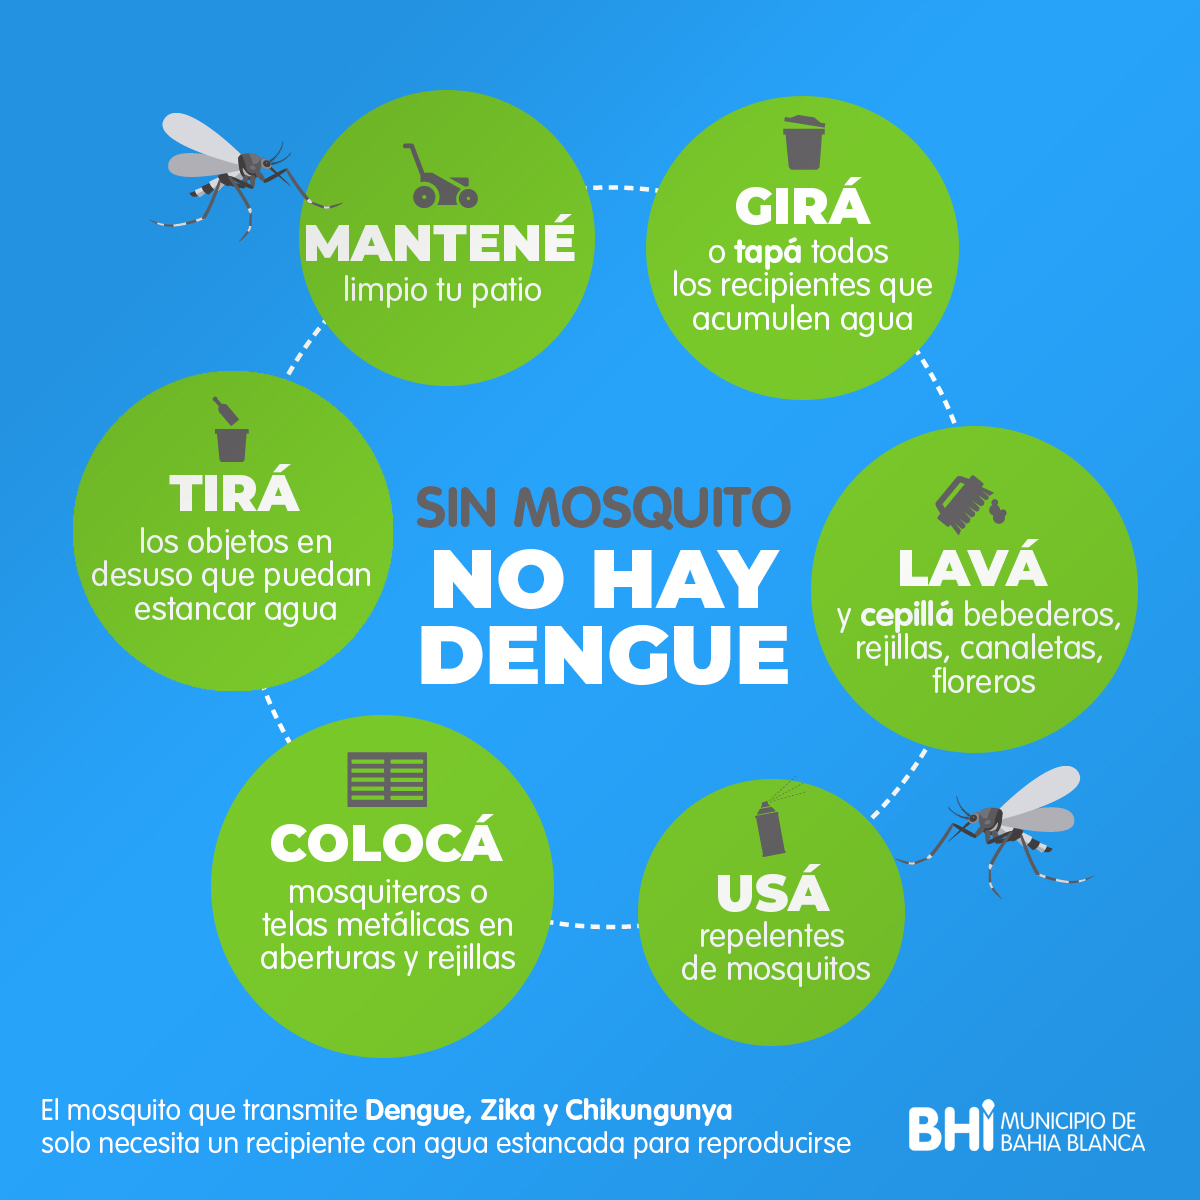 MANTENÉ
limpio tu patio
GIRÁ
o tapá todos
los recipientes que
acumulen agua
TIRÁ
los objetos en
desuso que puedan
estancar agua
SIN MOSQUITO
NO HAY
DENGUE
LAVÁ
y cepillá bebederos,
rejillas, canaletas,
floreros
COLOCÁ
mosquiteros o
telas metálicas en
aberturas y rejillas
USÁ
repelentes
de mosquitos
El mosquito que transmite Dengue, Zika y Chikungunya
solo necesita un recipiente con agua estancada para reproducirse
BHi MUNICIPIO DE
BAHIA BLANCA